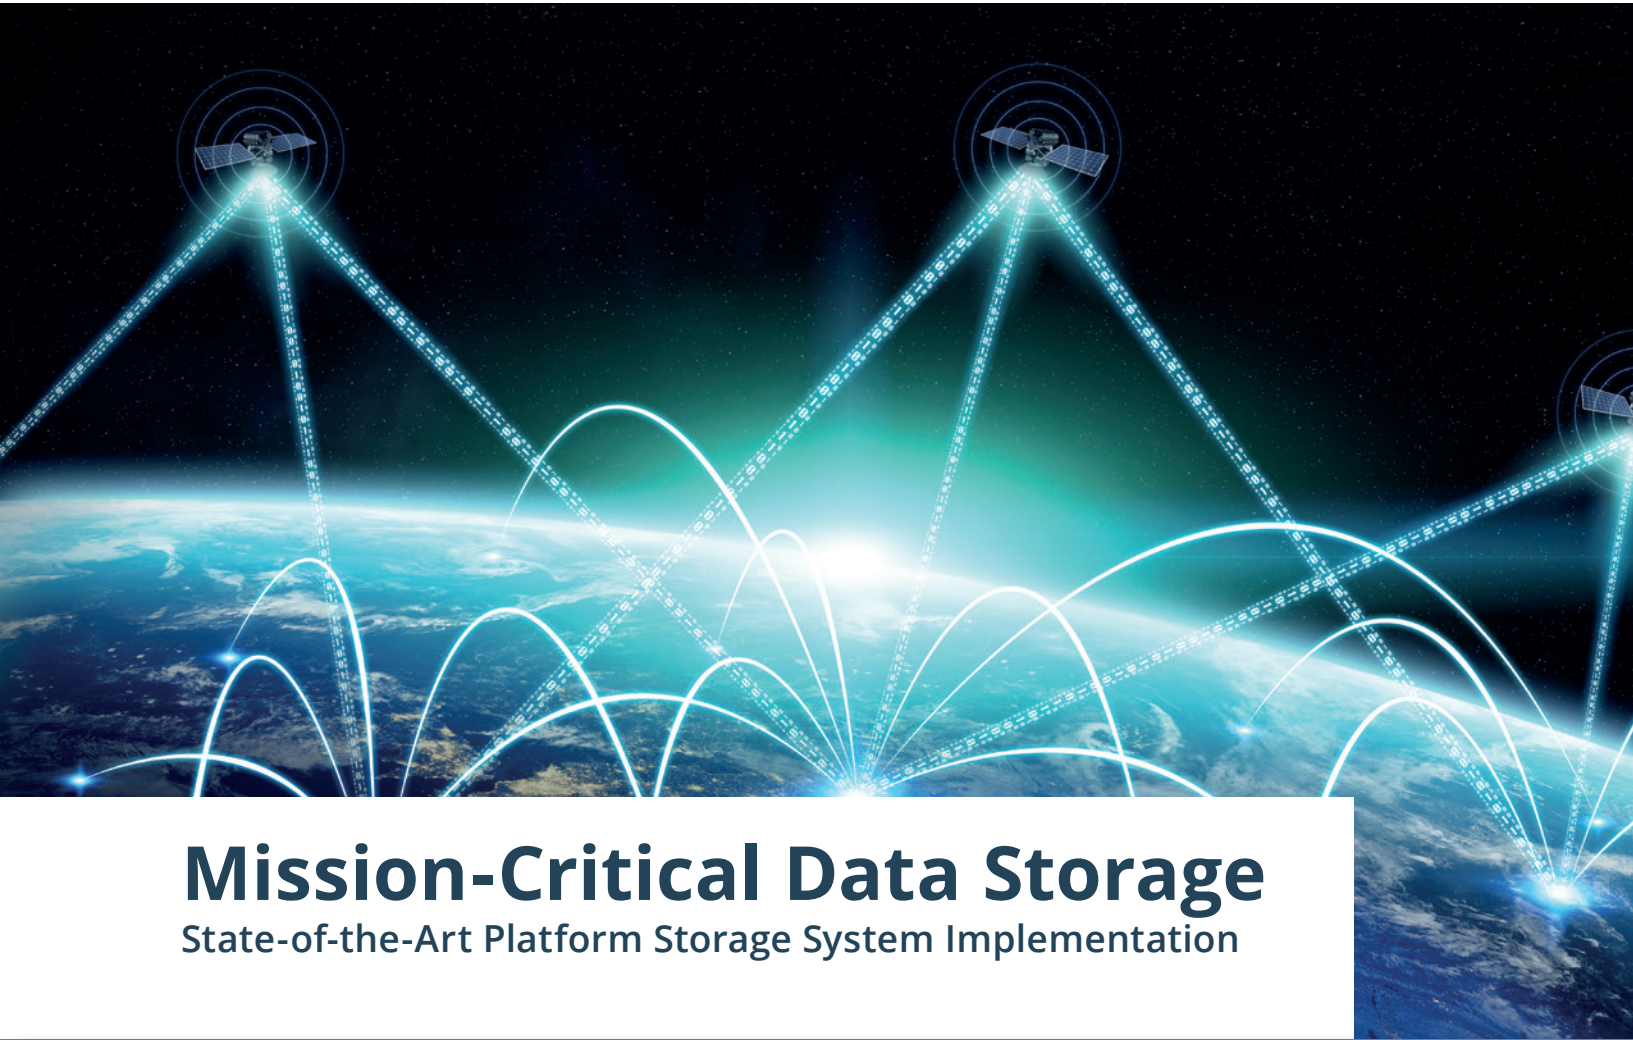 Mission-Critical Data Storage
State-of-the-Art Platform Storage System Implementation